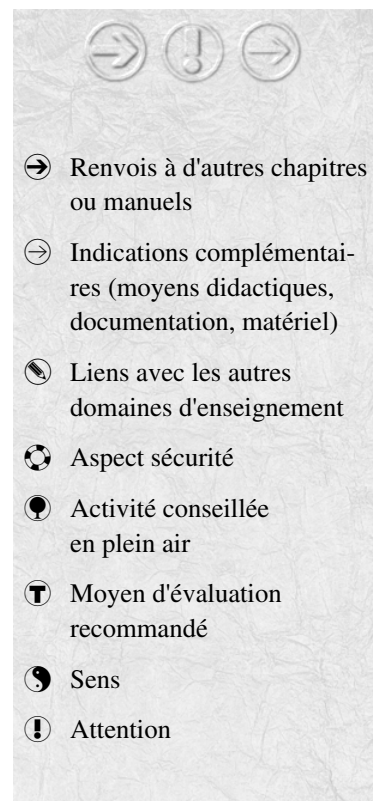 Renvois à d'autres chapitres
ou manuels
Indications complémentai-
res (moyens didactiques,
documentation, matériel)
Liens avec les autres
domaines d'enseignement
Aspect sécurité
Activité conseillée
en plein air
T Moyen d'évaluation
recommandé
Sens
! Attention